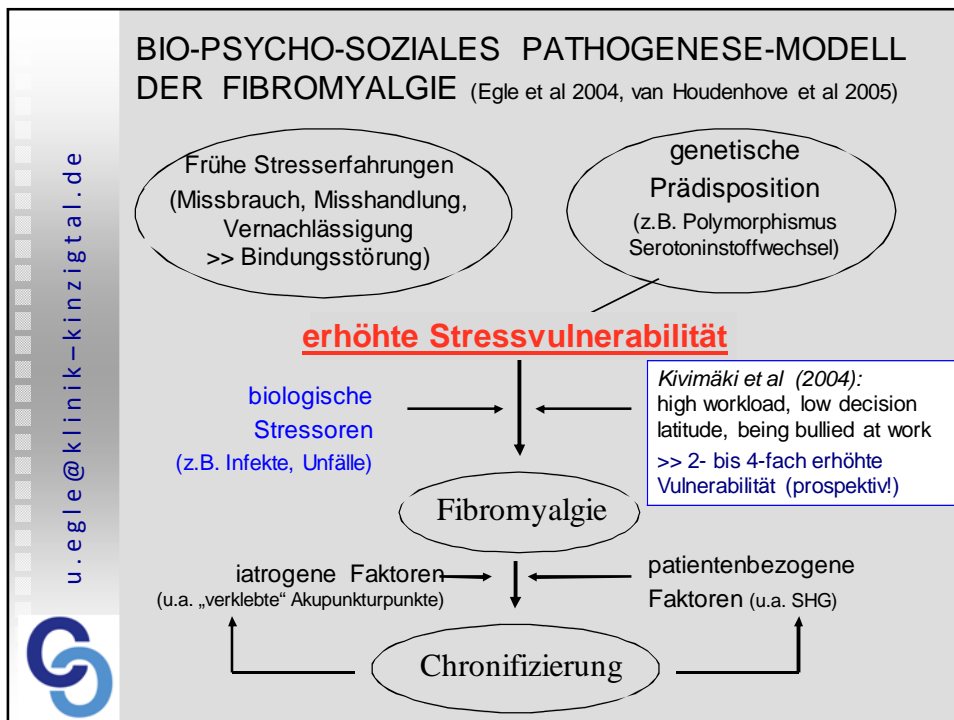 BIO-PSYCHO-SOZIALES PATHOGENESE-MODELL
DER FIBROMYALGIE (Egle et al 2004, van Houdenhove et al 2005)
Frühe Stresserfahrungen
(Missbrauch, Misshandlung,
Vernachlässigung
>> Bindungsstörung)
genetische
Prädisposition
(z.B. Polymorphismus
Serotoninstoffwechsel)
erhöhte Stressvulnerabilität
biologische
Stressoren
(z.B. Infekte, Unfälle)
Kivimäki et al (2004):
high workload, low decision
latitude, being bullied at work
>> 2- bis 4-fach erhöhte
Vulnerabilität (prospektiv!)
Fibromyalgie
iatrogene Faktoren
(u.a. „verklebte“ Akupunkturpunkte)
patientenbezogene
Faktoren (u.a. SHG)
Chronifizierung
u.egle@klinik–kinzigtal.de